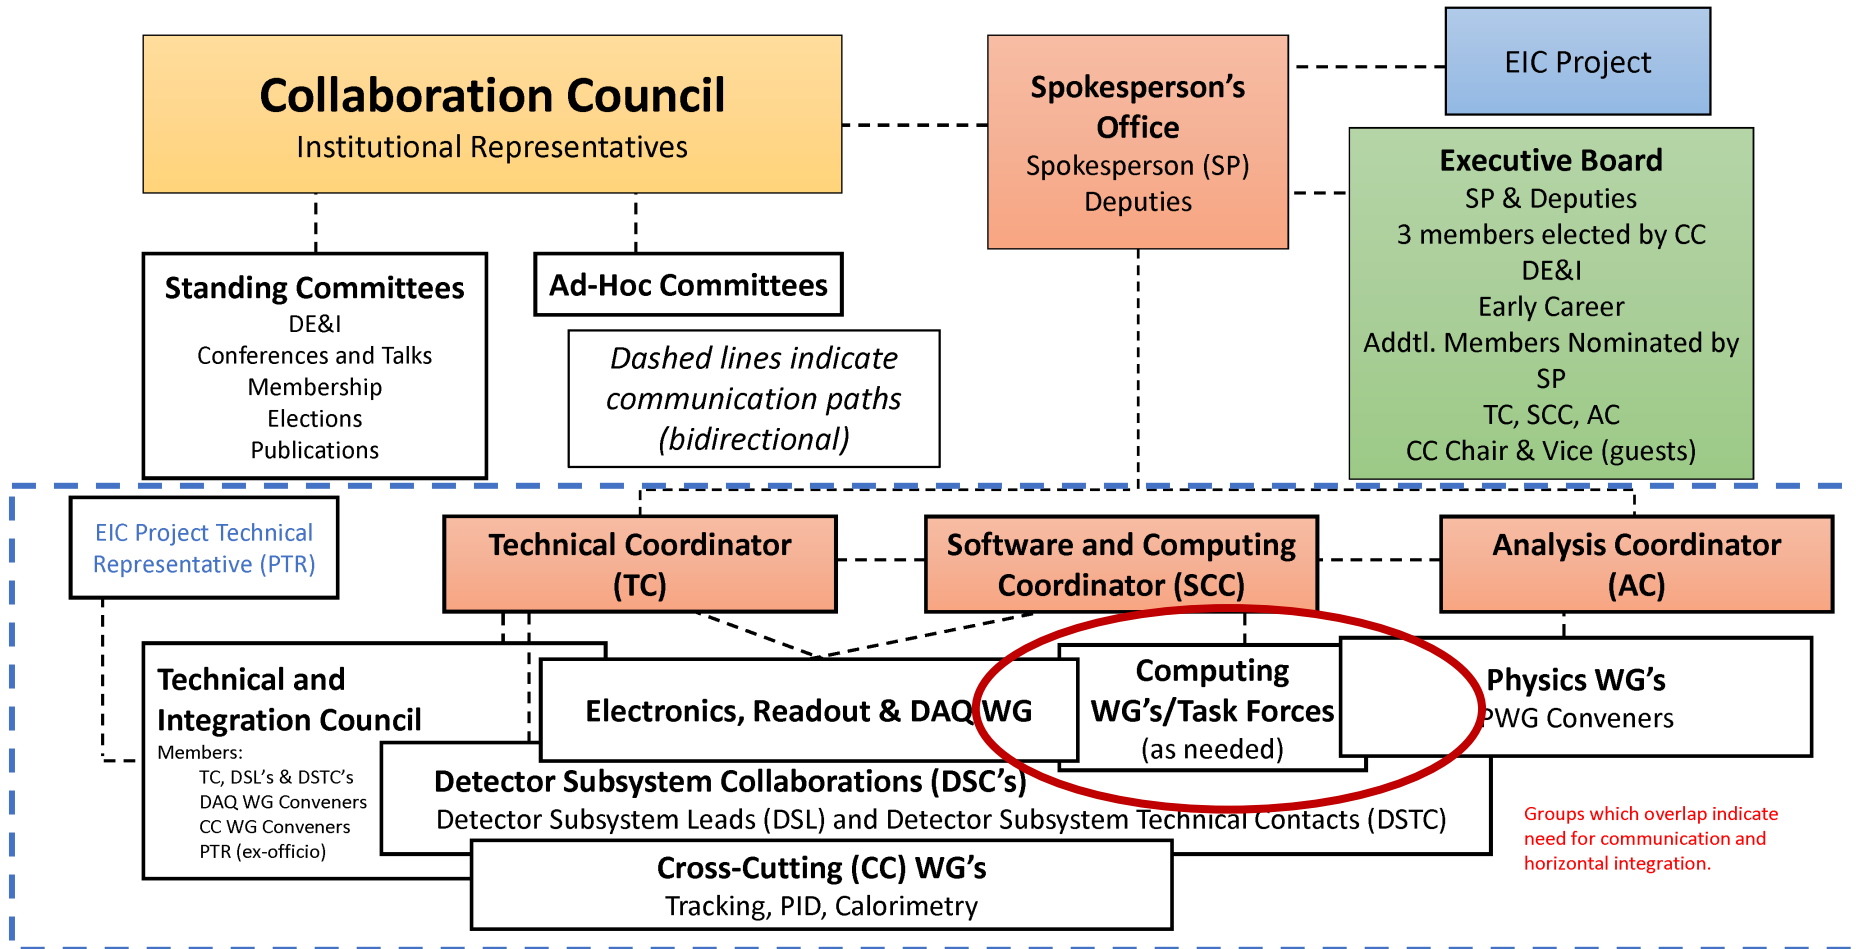 Collaboration Council
Institutional Representatives
Spokesperson's
Office
Spokesperson (SP)
Deputies
EIC Project
Executive Board
SP & Deputies
3 members elected by CC
DE&I
Early Career
Addtl. Members Nominated by
SP
TC, SCC, AC
CC Chair & Vice (guests)
Standing Committees
DE&I
Conferences and Talks
Membership
Elections
Publications
Ad-Hoc Committees
Dashed lines indicate
communication paths
(bidirectional)
EIC Project Technical
Representative (PTR)
Technical Coordinator
(TC)
Software and Computing
Coordinator (SCC)
Analysis Coordinator
(AC)
Technical and
Integration Council
Members:
TC, DSL's & DSTC's
DAQ WG Conveners
CC WG Conveners
PTR (ex-officio)
Electronics, Readout & DAQ WG
Computing
WG's/Task Forces
(as needed)
Physics WG's
PWG Conveners
Detector Subsystem Collaborations (DSC's)
Detector Subsystem Leads (DSL) and Detector Subsystem Technical Contacts (DSTC)
Cross-Cutting (CC) WG's
Tracking, PID, Calorimetry
Groups which overlap indicate
need for communication and
horizontal integration.